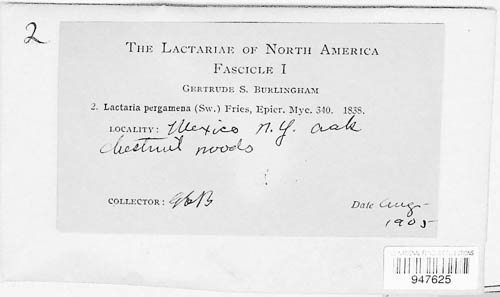 2
The Lactariae of North America
Fascicle I
Gertrude S. Burlingham
2. Lactaria pergamena (Sw.) Fries, Epicr. Myc. 340. 1838.
Locality: Mexico N.Y. oak
chestnut woods
Collector: GSB Date Aug-
1905
947625